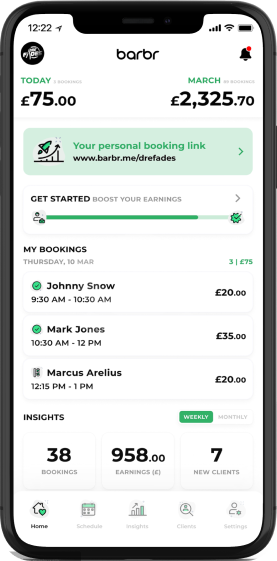 12:22
barbr
TODAY 3 BOOKINGS
£75.00
MARCH
£2,325.70
Your personal booking link
www.barbr.me/drefades
GET STARTED BOOST YOUR EARNINGS
MY BOOKINGS
THURSDAY, 10 MAR
3 | £75
Johnny Snow
9:30 AM - 10:30 AM
£20.00
Mark Jones
10:30 AM - 12 PM
£35.00
Marcus Arelius
12:15 PM - 1 PM
£20.00
INSIGHTS
WEEKLY
MONTHLY
38
BOOKINGS
958.00
EARNINGS (£)
7
NEW CLIENTS
Home
Schedule
Insights
Clients
Settings